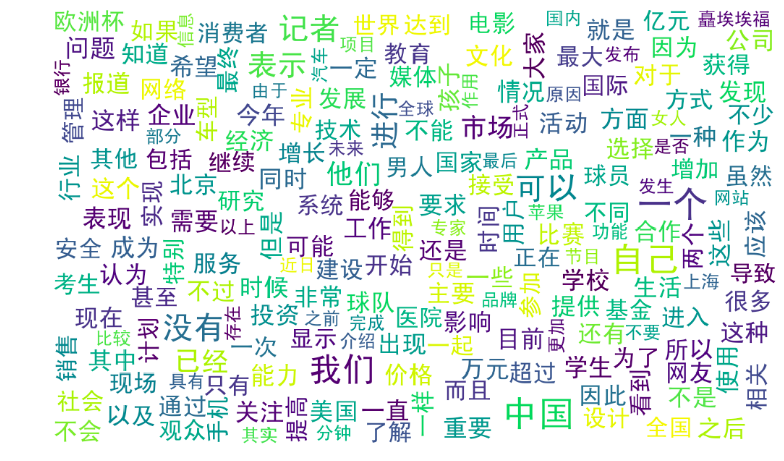 欧洲杯
如果
信息
消费者
记者
世界
达到
电影
国内
就是
亿元
矗埃埃福
问题
知道
希望
最终
表示
汽车
项目
一定
教育
文化
大家
最大
发布
因为
公司
获得
银行
报道
网络
由于
媒体
孩子
作用
情况
原因
国际
对于
方式
发现
管理
这样
企业
车型
今年
专业
发展
全球
进行
技术
不能
市场
正式
活动
方面
女人
一种
作为
不少
部分
经济
未来
行业
其他
包括
继续
增长
他们
男人
国家
最后
产品
选择
是否
增加
虽然
这个
实现
北京
研究
同时
系统
能够
接受
要求
可以
球员
发生
网站
一个
表现
需要
以上
但是
得到
工作
专家
时间
用户
苹果
比赛
不同
功能
合作
两个
这些
应该
安全
成为
特别
服务
可能
还是
正在
节目
自己
导致
考生
认为
近日
建设
开始
只是
一些
学校
上海
甚至
不过
时候
非常
球队
主要
品牌
参加
提供
基金
生活
进入
很多
现在
计划
没有
存在
投资
之前
完成
医院
影响
目前
更加
还有
不要
这种
比较
销售
其中
已经
一次
显示
介绍
出现
一起
学生
为了
所以
网友
使用
相关
现场
具有
只有
能力
我们
价格
万元
超过
而且
因此
看到
不是
社会
以及
通过
手机
关注
提高
美国
一直
一样
重要
中国
设计
全国
之后
不会
观众
其实
分钟
了解